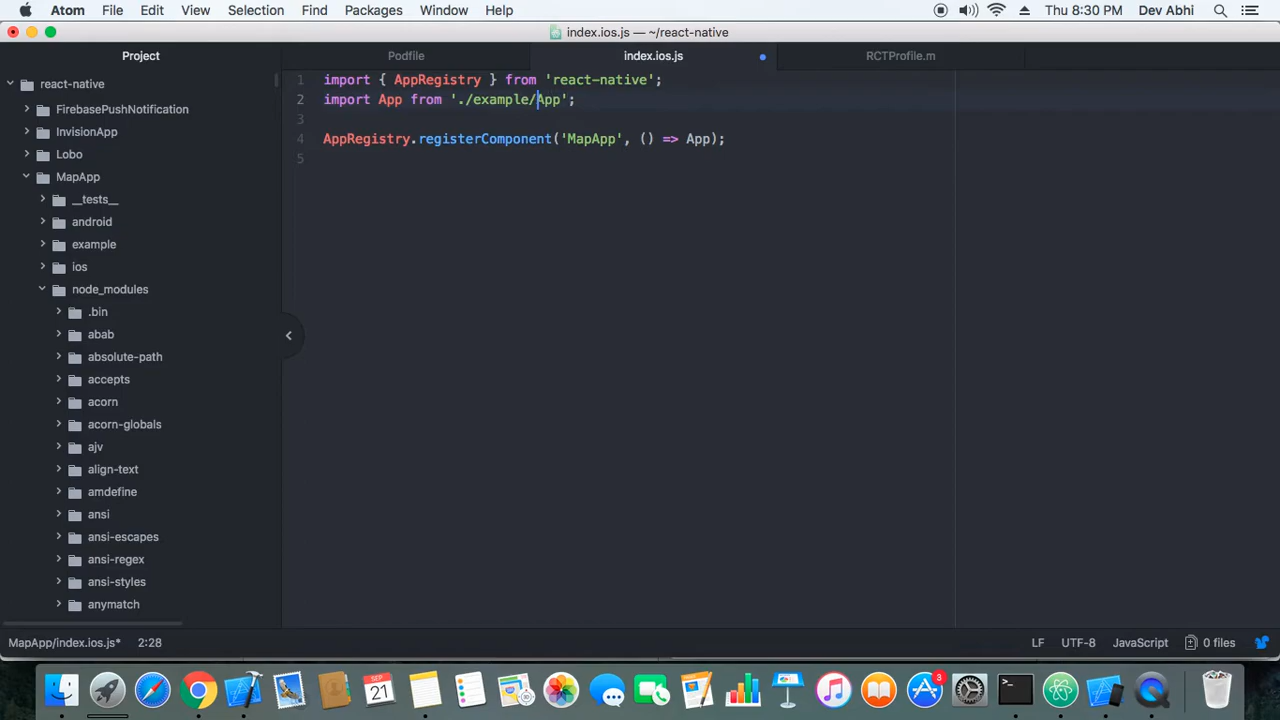 Atom File Edit View Selection Find Packages Window Help Thu 8:30 PM Dev Abhi
index.ios.js — ~/react-native
Project Podfile index.ios.js RCTProfile.m
react-native
FirebasePushNotification
InvisionApp
Lobo
MapApp
__tests__
android
example
ios
node_modules
.bin
abab
absolute-path
accepts
acorn
acorn-globals
ajv
align-text
amdefine
ansi
ansi-escapes
ansi-regex
ansi-styles
anymatch
1 import { AppRegistry } from 'react-native';
2 import App from './example/App';
3
4 AppRegistry.registerComponent('MapApp', () => App);
5
MapApp/index.ios.js* 2:28 LF UTF-8 JavaScript 0 files
SEP
21
3